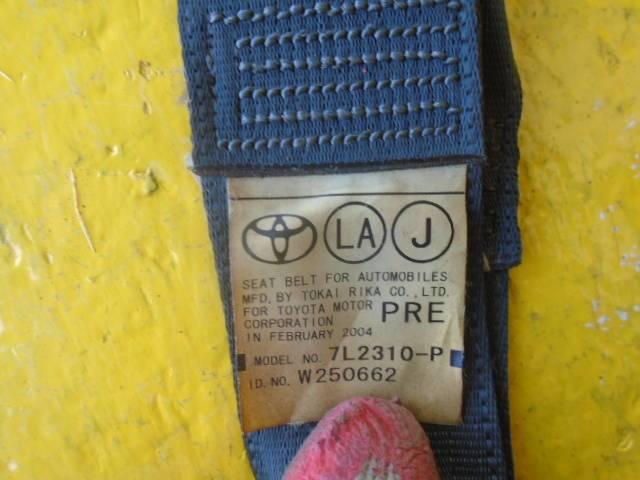 LA J
SEAT BELT FOR AUTOMOBILES
MFD. BY TOKAI RIKA CO., LTD.
FOR TOYOTA MOTOR
CORPORATION PRE
IN FEBRUARY 2004
MODEL NO. 7L2310-P
ID. NO. W250662